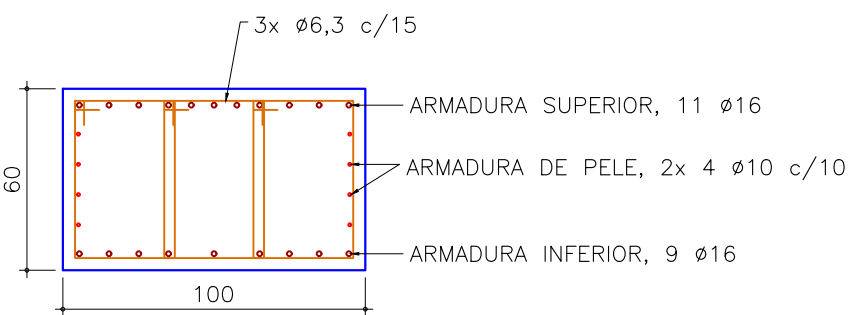 3x ø6,3 c/15
ARMADURA SUPERIOR, 11 ø16
ARMADURA DE PELE, 2x 4 ø10 c/10
60
ARMADURA INFERIOR, 9 ø16
100